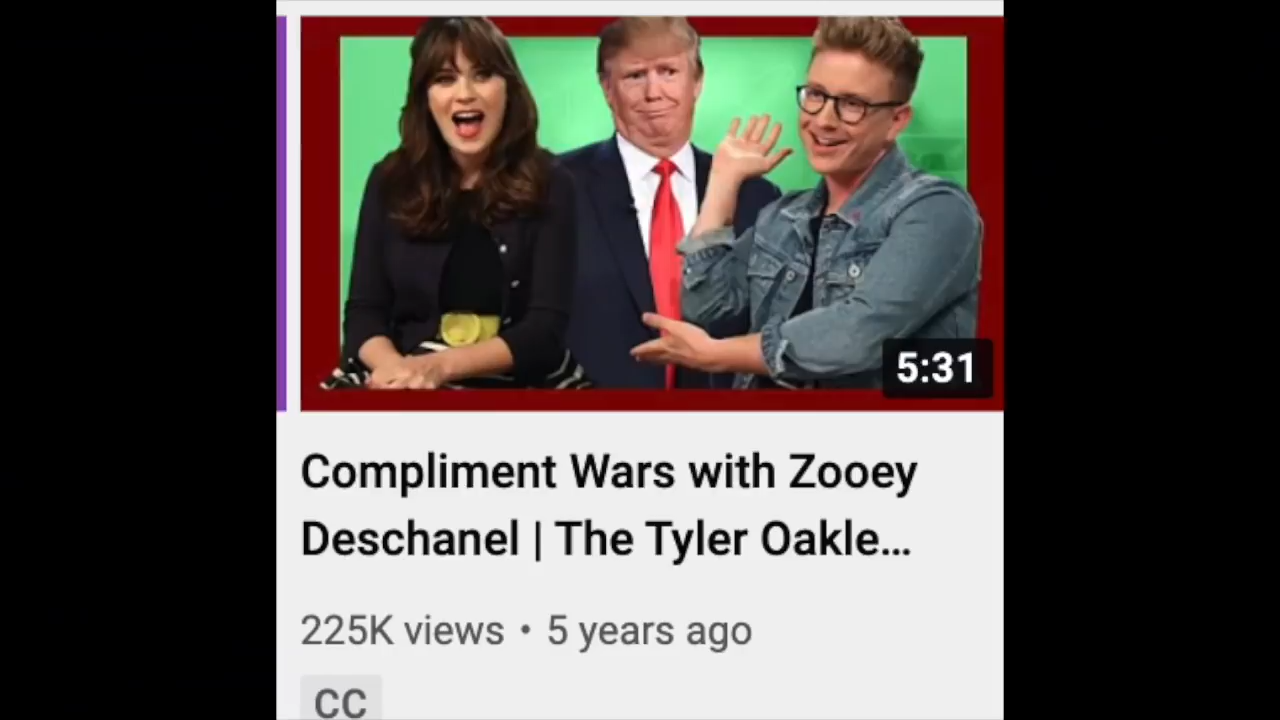 5:31
Compliment Wars with Zooey
Deschanel | The Tyler Oakle...
225K views • 5 years ago
CC